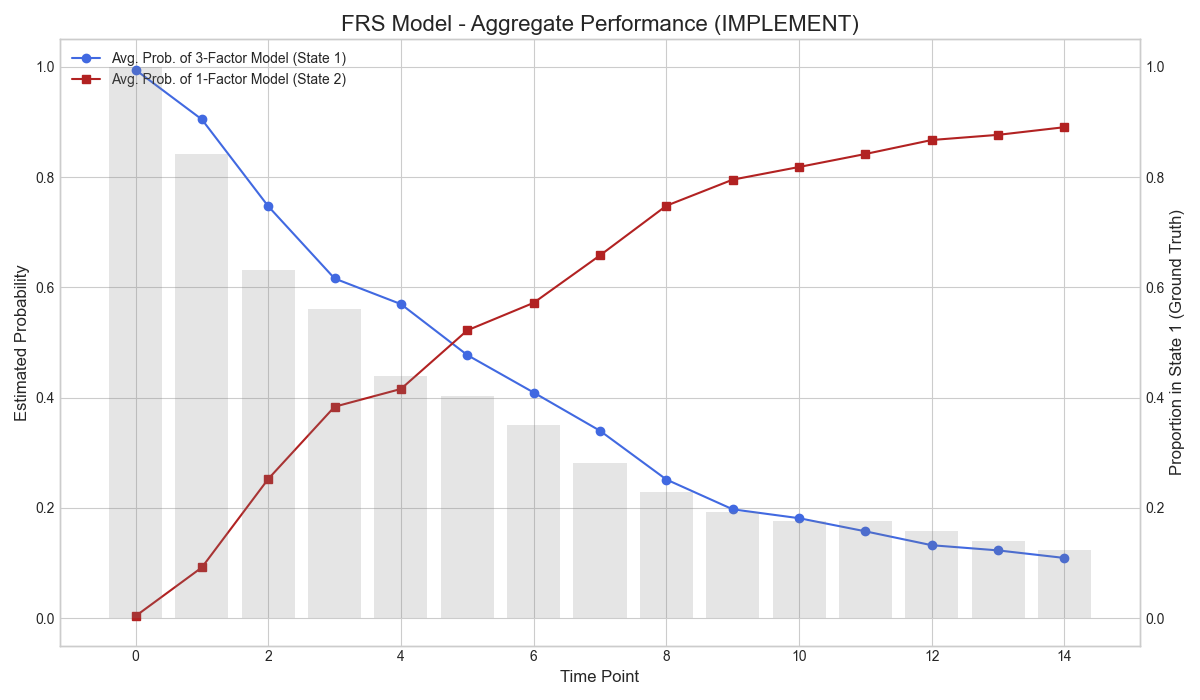 FRS Model - Aggregate Performance (IMPLEMENT)
Avg. Prob. of 3-Factor Model (State 1)
Avg. Prob. of 1-Factor Model (State 2)
Estimated Probability
1.0
0.8
0.6
0.4
0.2
0.0
1.0
0.8
0.6
0.4
0.2
0.0
Proportion in State 1 (Ground Truth)
0 2 4 6 8 10 12 14
Time Point